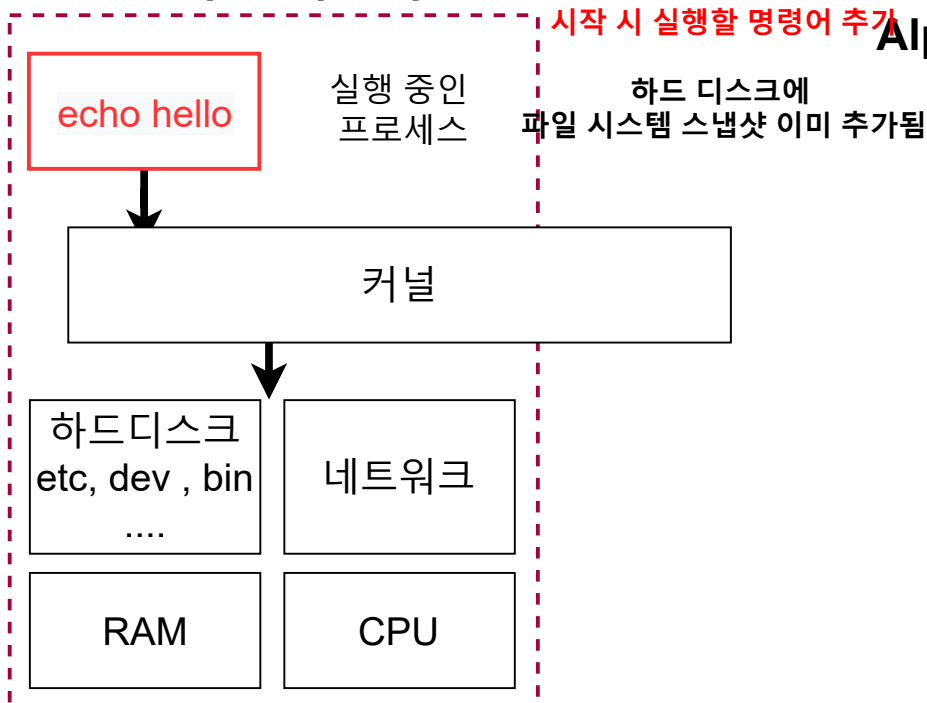 시작 시 실행할 명령어 추가
echo hello
실행 중인
프로세스
하드 디스크에
파일 시스템 스냅샷 이미 추가됨
커널
하드디스크
etc, dev , bin
....
네트워크
RAM
CPU